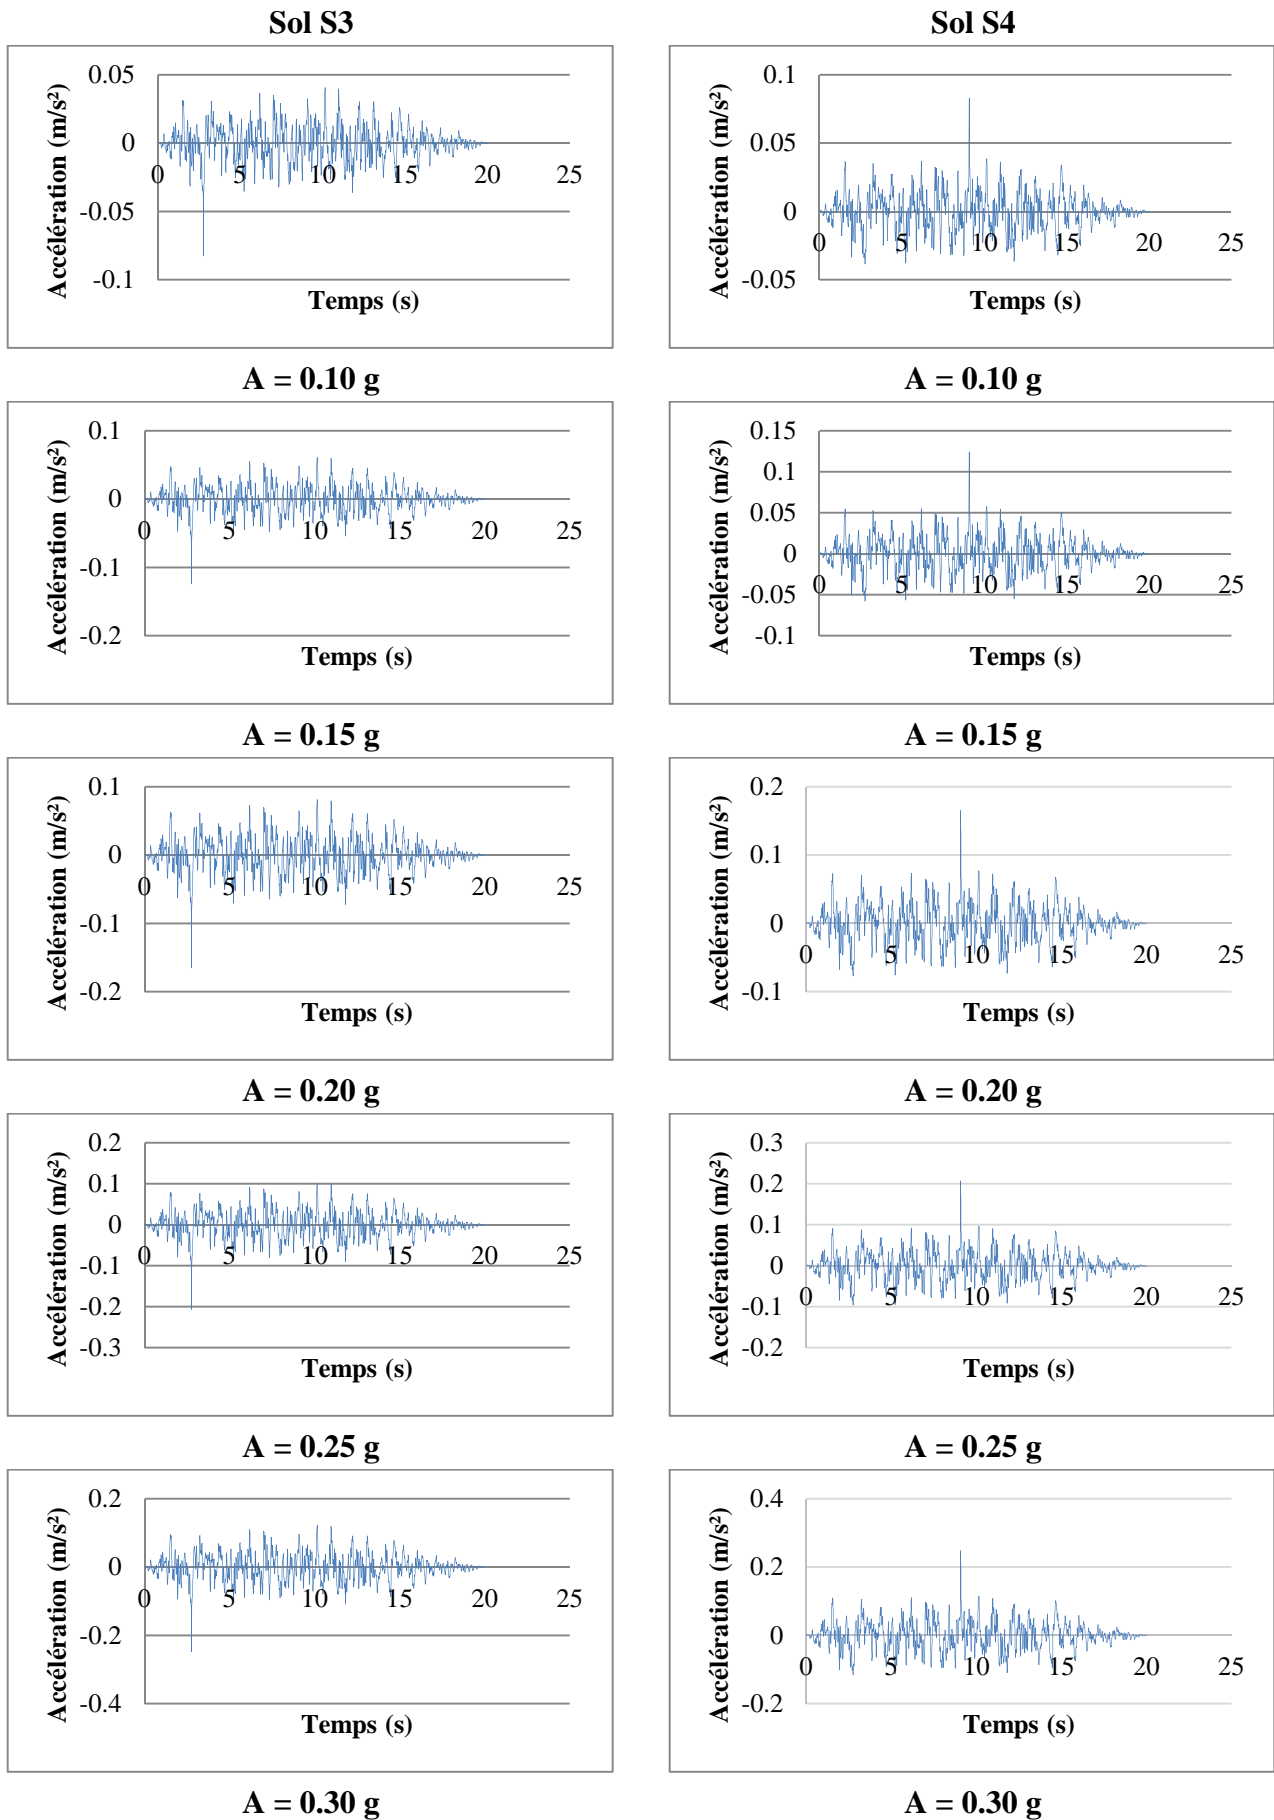 Sol S3
Sol S4
0.05
0
-0.05
-0.1
0 5 10 15 20 25
Accélération (m/s²)
Temps (s)
A = 0.10 g
0.1
0.05
0
-0.05
0 5 10 15 20 25
Accélération (m/s²)
Temps (s)
A = 0.10 g
0.1
0
-0.1
-0.2
0 5 10 15 20 25
Accélération (m/s²)
Temps (s)
A = 0.15 g
0.15
0.1
0.05
0
-0.05
-0.1
0 5 10 15 20 25
Accélération (m/s²)
Temps (s)
A = 0.15 g
0.1
0
-0.1
-0.2
0 5 10 15 20 25
Accélération (m/s²)
Temps (s)
A = 0.20 g
0.2
0.1
0
-0.1
0 5 10 15 20 25
Accélération (m/s²)
Temps (s)
A = 0.20 g
0.2
0.1
0
-0.1
-0.2
-0.3
0 5 10 15 20 25
Accélération (m/s²)
Temps (s)
A = 0.25 g
0.3
0.2
0.1
0
-0.1
-0.2
0 5 10 15 20 25
Accélération (m/s²)
Temps (s)
A = 0.25 g
0.2
0
-0.2
-0.4
0 5 10 15 20 25
Accélération (m/s²)
Temps (s)
A = 0.30 g
0.4
0.2
0
-0.2
0 5 10 15 20 25
Accélération (m/s²)
Temps (s)
A = 0.30 g